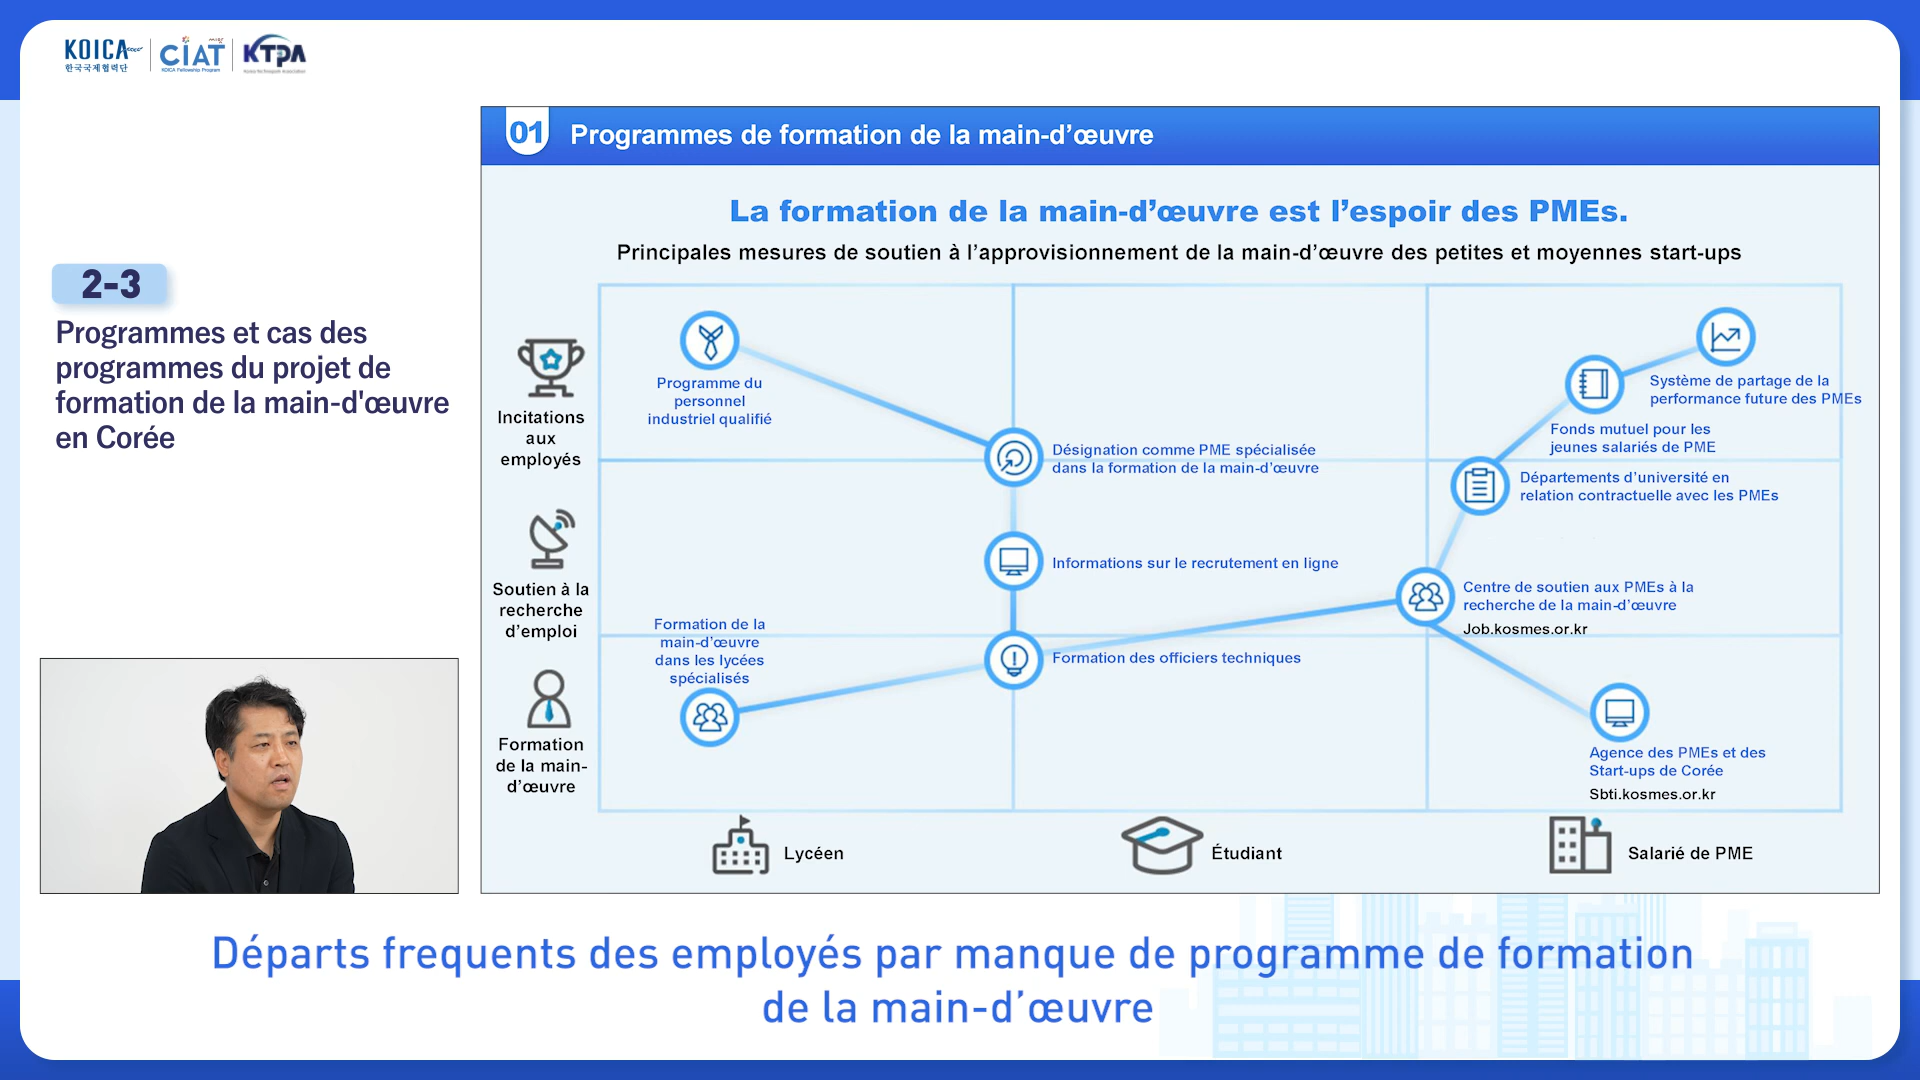 KOICA
한국국제협력단
CIAT
KOICA Fellowship Program
KTPA
2-3
Programmes et cas des
programmes du projet de
formation de la main-d'œuvre
en Corée
01 Programmes de formation de la main-d’œuvre
La formation de la main-d’œuvre est l’espoir des PMEs.
Principales mesures de soutien à l’approvisionnement de la main-d’œuvre des petites et moyennes start-ups
Incitations
aux
employés
Programme du
personnel
industriel qualifié
Désignation comme PME spécialisée
dans la formation de la main-d’œuvre
Système de partage de la
performance future des PMEs
Fonds mutuel pour les
jeunes salariés de PME
Départements d’université en
relation contractuelle avec les PMEs
Soutien à la
recherche
d’emploi
Informations sur le recrutement en ligne
Centre de soutien aux PMEs à la
recherche de la main-d’œuvre
Job.kosmes.or.kr
Formation
de la main-
d’œuvre
Formation de la
main-d’œuvre
dans les lycées
spécialisés
Formation des officiers techniques
Agence des PMEs et des
Start-ups de Corée
Sbti.kosmes.or.kr
Lycéen
Étudiant
Salarié de PME
Départs frequents des employés par manque de programme de formation
de la main-d’œuvre